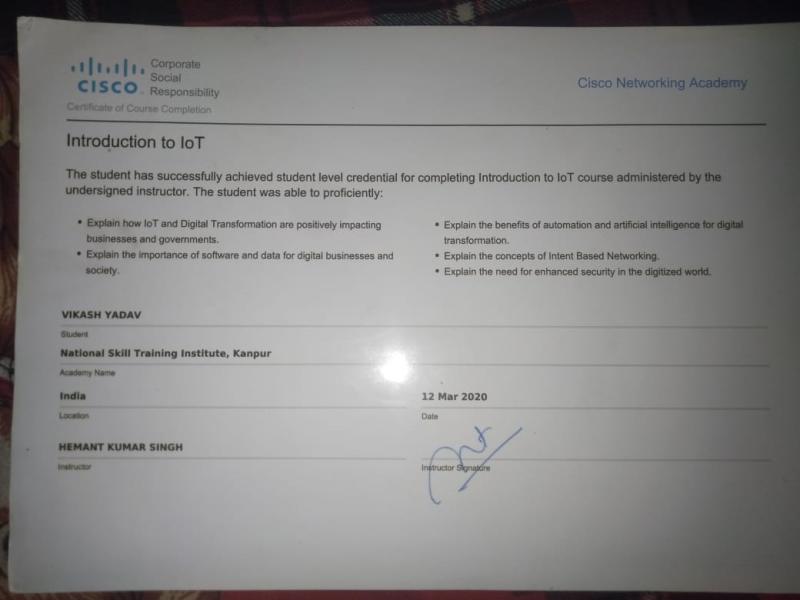 Corporate
Social
CISCO. Responsibility
Cisco Networking Academy
Certificate of Course Completion
Introduction to IoT
The student has successfully achieved student level credential for completing Introduction to IoT course administered by the
undersigned instructor. The student was able to proficiently:
• Explain how IoT and Digital Transformation are positively impacting
businesses and governments.
• Explain the importance of software and data for digital businesses and
society.
• Explain the benefits of automation and artificial intelligence for digital
transformation.
• Explain the concepts of Intent Based Networking.
• Explain the need for enhanced security in the digitized world.
VIKASH YADAV
Student
National Skill Training Institute, Kanpur
Academy Name
India
Location
12 Mar 2020
Date
HEMANT KUMAR SINGH
Instructor
Instructor Signature